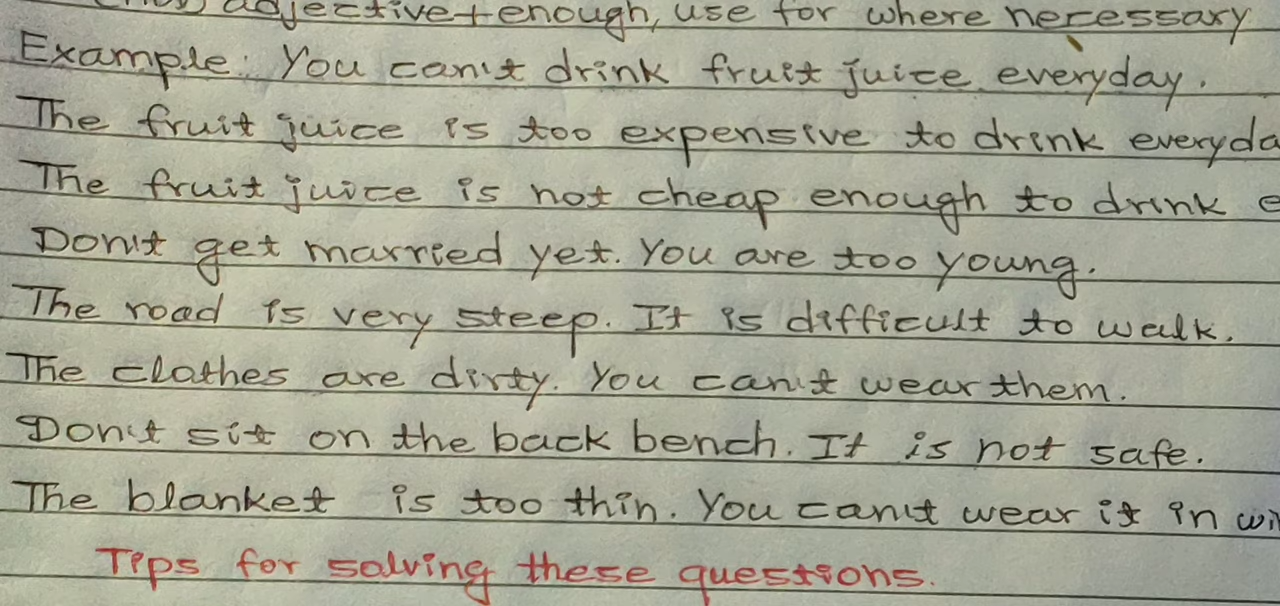 adjective + enough, use for where necessary
Example: You can't drink fruit juice everyday.
The fruit juice is too expensive to drink everyda
The fruit juice is not cheap enough to drink e
Don't get married yet. You are too young.
The road is very steep. It is difficult to walk.
The clothes are dirty. You can't wear them.
Don't sit on the back bench. It is not safe.
The blanket is too thin. You can't wear it in wi
Tips for solving these questions.